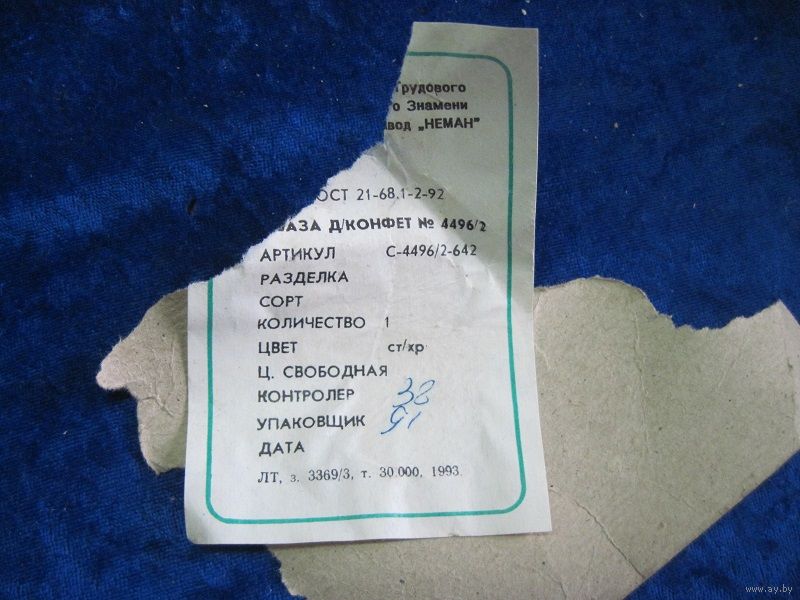 Трудового
о Знамени
вод „НЕМАН"
ОСТ 21-68.1-2-92
ВАЗА Д/КОНФЕТ № 4496/2
АРТИКУЛ С-4496/2-642
РАЗДЕЛКА
СОРТ
КОЛИЧЕСТВО 1
ЦВЕТ ст/хр
Ц. СВОБОДНАЯ
КОНТРОЛЕР 38
УПАКОВЩИК 91
ДАТА
ЛТ, з. 3369/3, т. 30.000, 1993.
www.ay.by